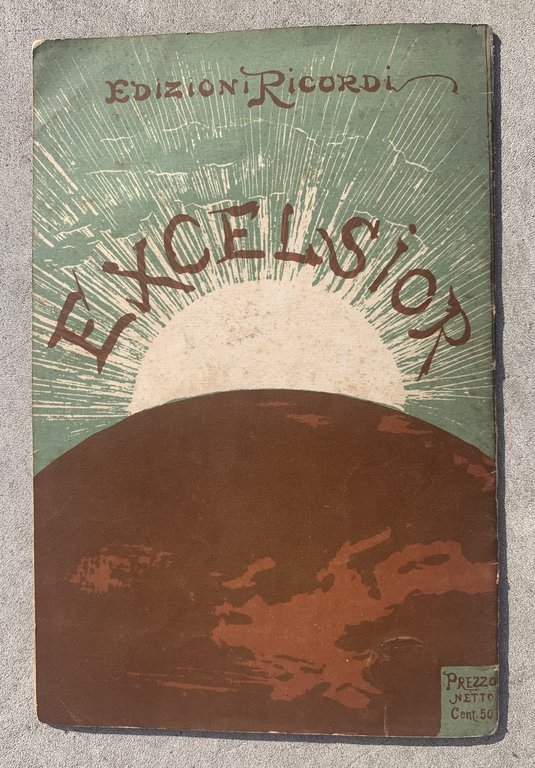 EDIZIONI RICORDI
EXCELSIOR
PREZZO
NETTO
Cent. 50